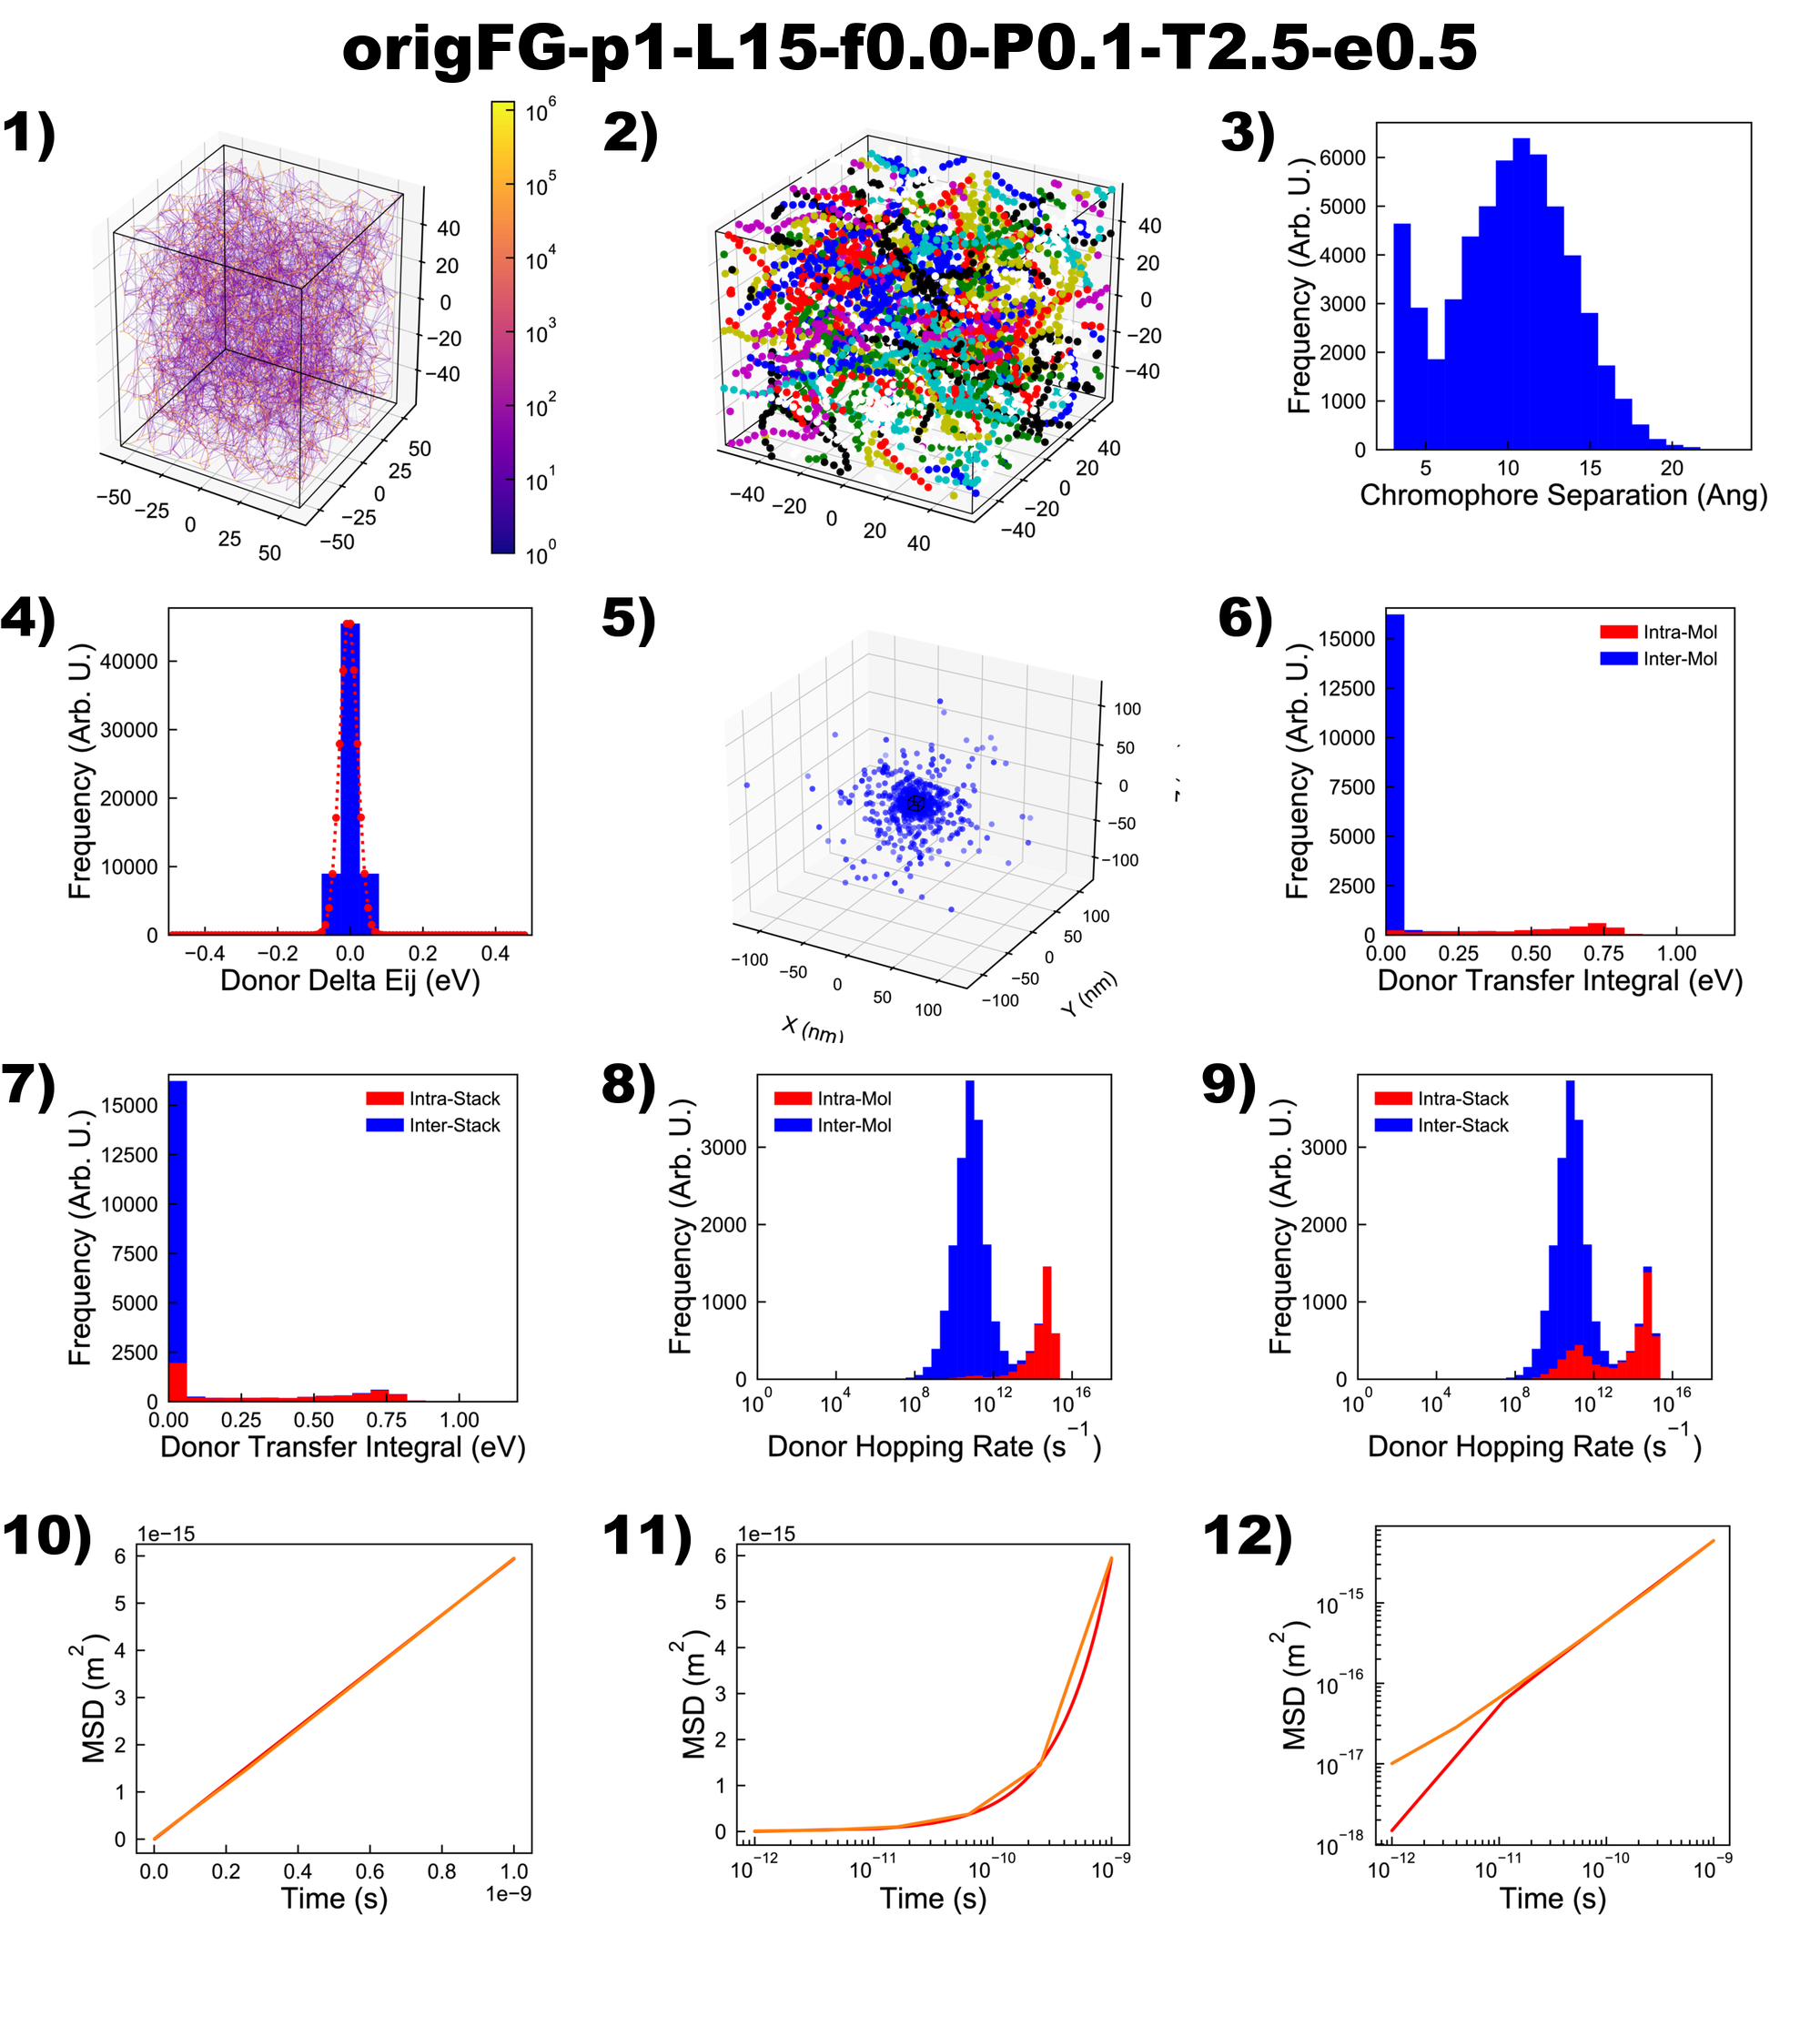 origFG-p1-L15-f0.0-P0.1-T2.5-e0.5
1)
10^6
10^5
10^4
10^3
10^2
10^1
10^0
40
20
0
−20
−40
50
25
0
−25
−50
−50
−25
0
25
50
2)
40
20
0
−20
−40
40
20
0
−20
−40
−40
−20
0
20
40
3)
Frequency (Arb. U.)
6000
5000
4000
3000
2000
1000
0
5 10 15 20
Chromophore Separation (Ang)
4)
Frequency (Arb. U.)
40000
30000
20000
10000
0
−0.4 −0.2 0.0 0.2 0.4
Donor Delta Eij (eV)
5)
100
50
0
−50
−100
100
50
0
−50
−100
Y (nm)
−100
−50
0
50
100
X (nm)
6)
Frequency (Arb. U.)
15000
12500
10000
7500
5000
2500
0
Intra-Mol
Inter-Mol
0.00 0.25 0.50 0.75 1.00
Donor Transfer Integral (eV)
7)
Frequency (Arb. U.)
15000
12500
10000
7500
5000
2500
0
Intra-Stack
Inter-Stack
0.00 0.25 0.50 0.75 1.00
Donor Transfer Integral (eV)
8)
Frequency (Arb. U.)
3000
2000
1000
0
Intra-Mol
Inter-Mol
10^0 10^4 10^8 10^12 10^16
Donor Hopping Rate (s^−1)
9)
Frequency (Arb. U.)
3000
2000
1000
0
Intra-Stack
Inter-Stack
10^0 10^4 10^8 10^12 10^16
Donor Hopping Rate (s^−1)
10)
1e−15
MSD (m^2)
6
5
4
3
2
1
0
0.0 0.2 0.4 0.6 0.8 1.0
1e−9
Time (s)
11)
1e−15
MSD (m^2)
6
5
4
3
2
1
0
10^−12 10^−11 10^−10 10^−9
Time (s)
12)
MSD (m^2)
10^−15
10^−16
10^−17
10^−18
10^−12 10^−11 10^−10 10^−9
Time (s)